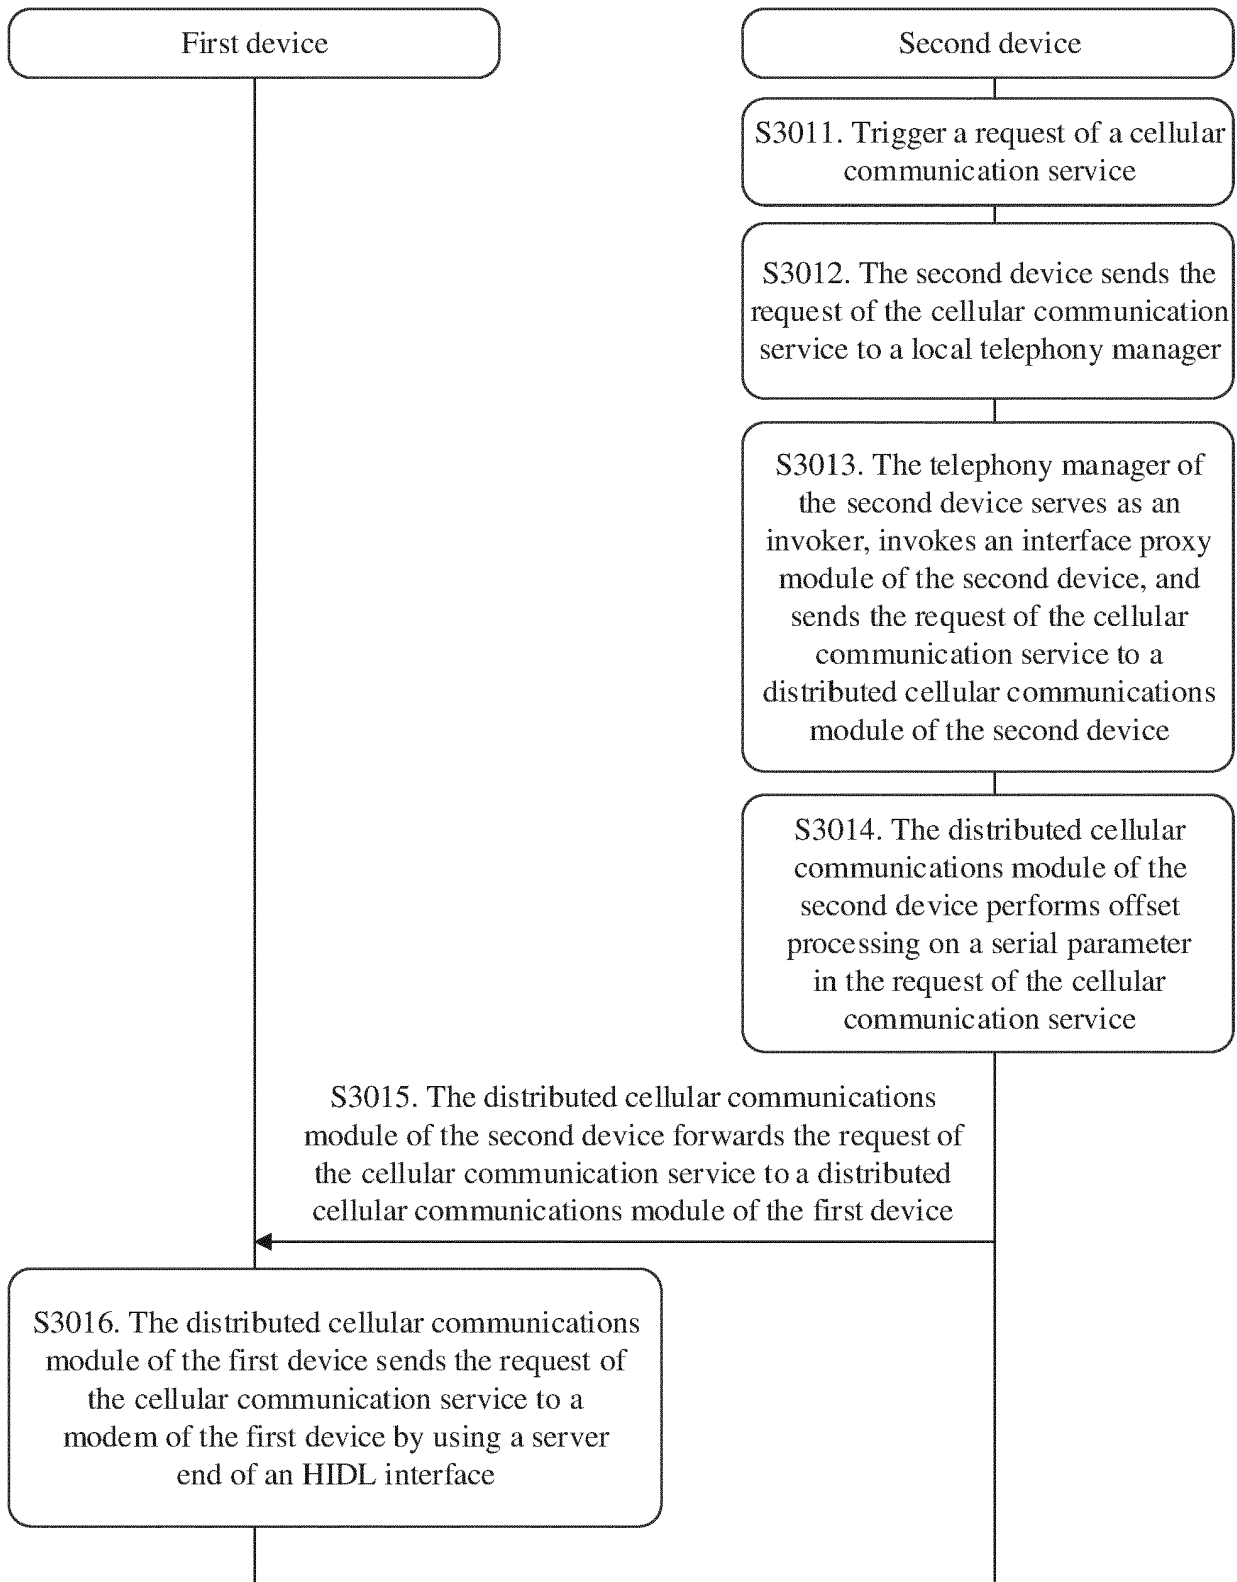 First device
Second device
S3011. Trigger a request of a cellular
communication service
S3012. The second device sends the
request of the cellular communication
service to a local telephony manager
S3013. The telephony manager of
the second device serves as an
invoker, invokes an interface proxy
module of the second device, and
sends the request of the cellular
communication service to a
distributed cellular communications
module of the second device
S3014. The distributed cellular
communications module of the
second device performs offset
processing on a serial parameter
in the request of the cellular
communication service
S3015. The distributed cellular communications
module of the second device forwards the request of
the cellular communication service to a distributed
cellular communications module of the first device
S3016. The distributed cellular communications
module of the first device sends the request of
the cellular communication service to a
modem of the first device by using a server
end of an HIDL interface